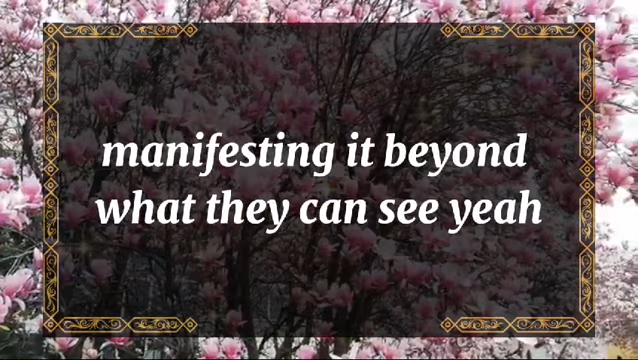 manifesting it beyond
what they can see yeah